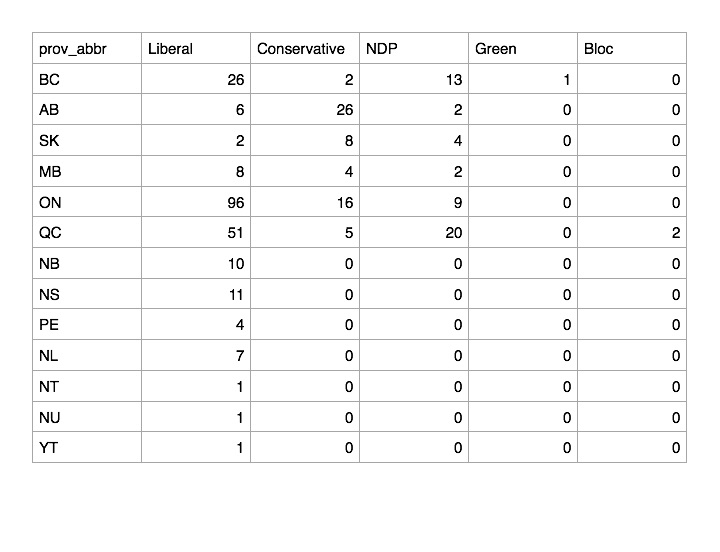 prov_abbr Liberal Conservative NDP Green Bloc
BC 26 2 13 1 0
AB 6 26 2 0 0
SK 2 8 4 0 0
MB 8 4 2 0 0
ON 96 16 9 0 0
QC 51 5 20 0 2
NB 10 0 0 0 0
NS 11 0 0 0 0
PE 4 0 0 0 0
NL 7 0 0 0 0
NT 1 0 0 0 0
NU 1 0 0 0 0
YT 1 0 0 0 0